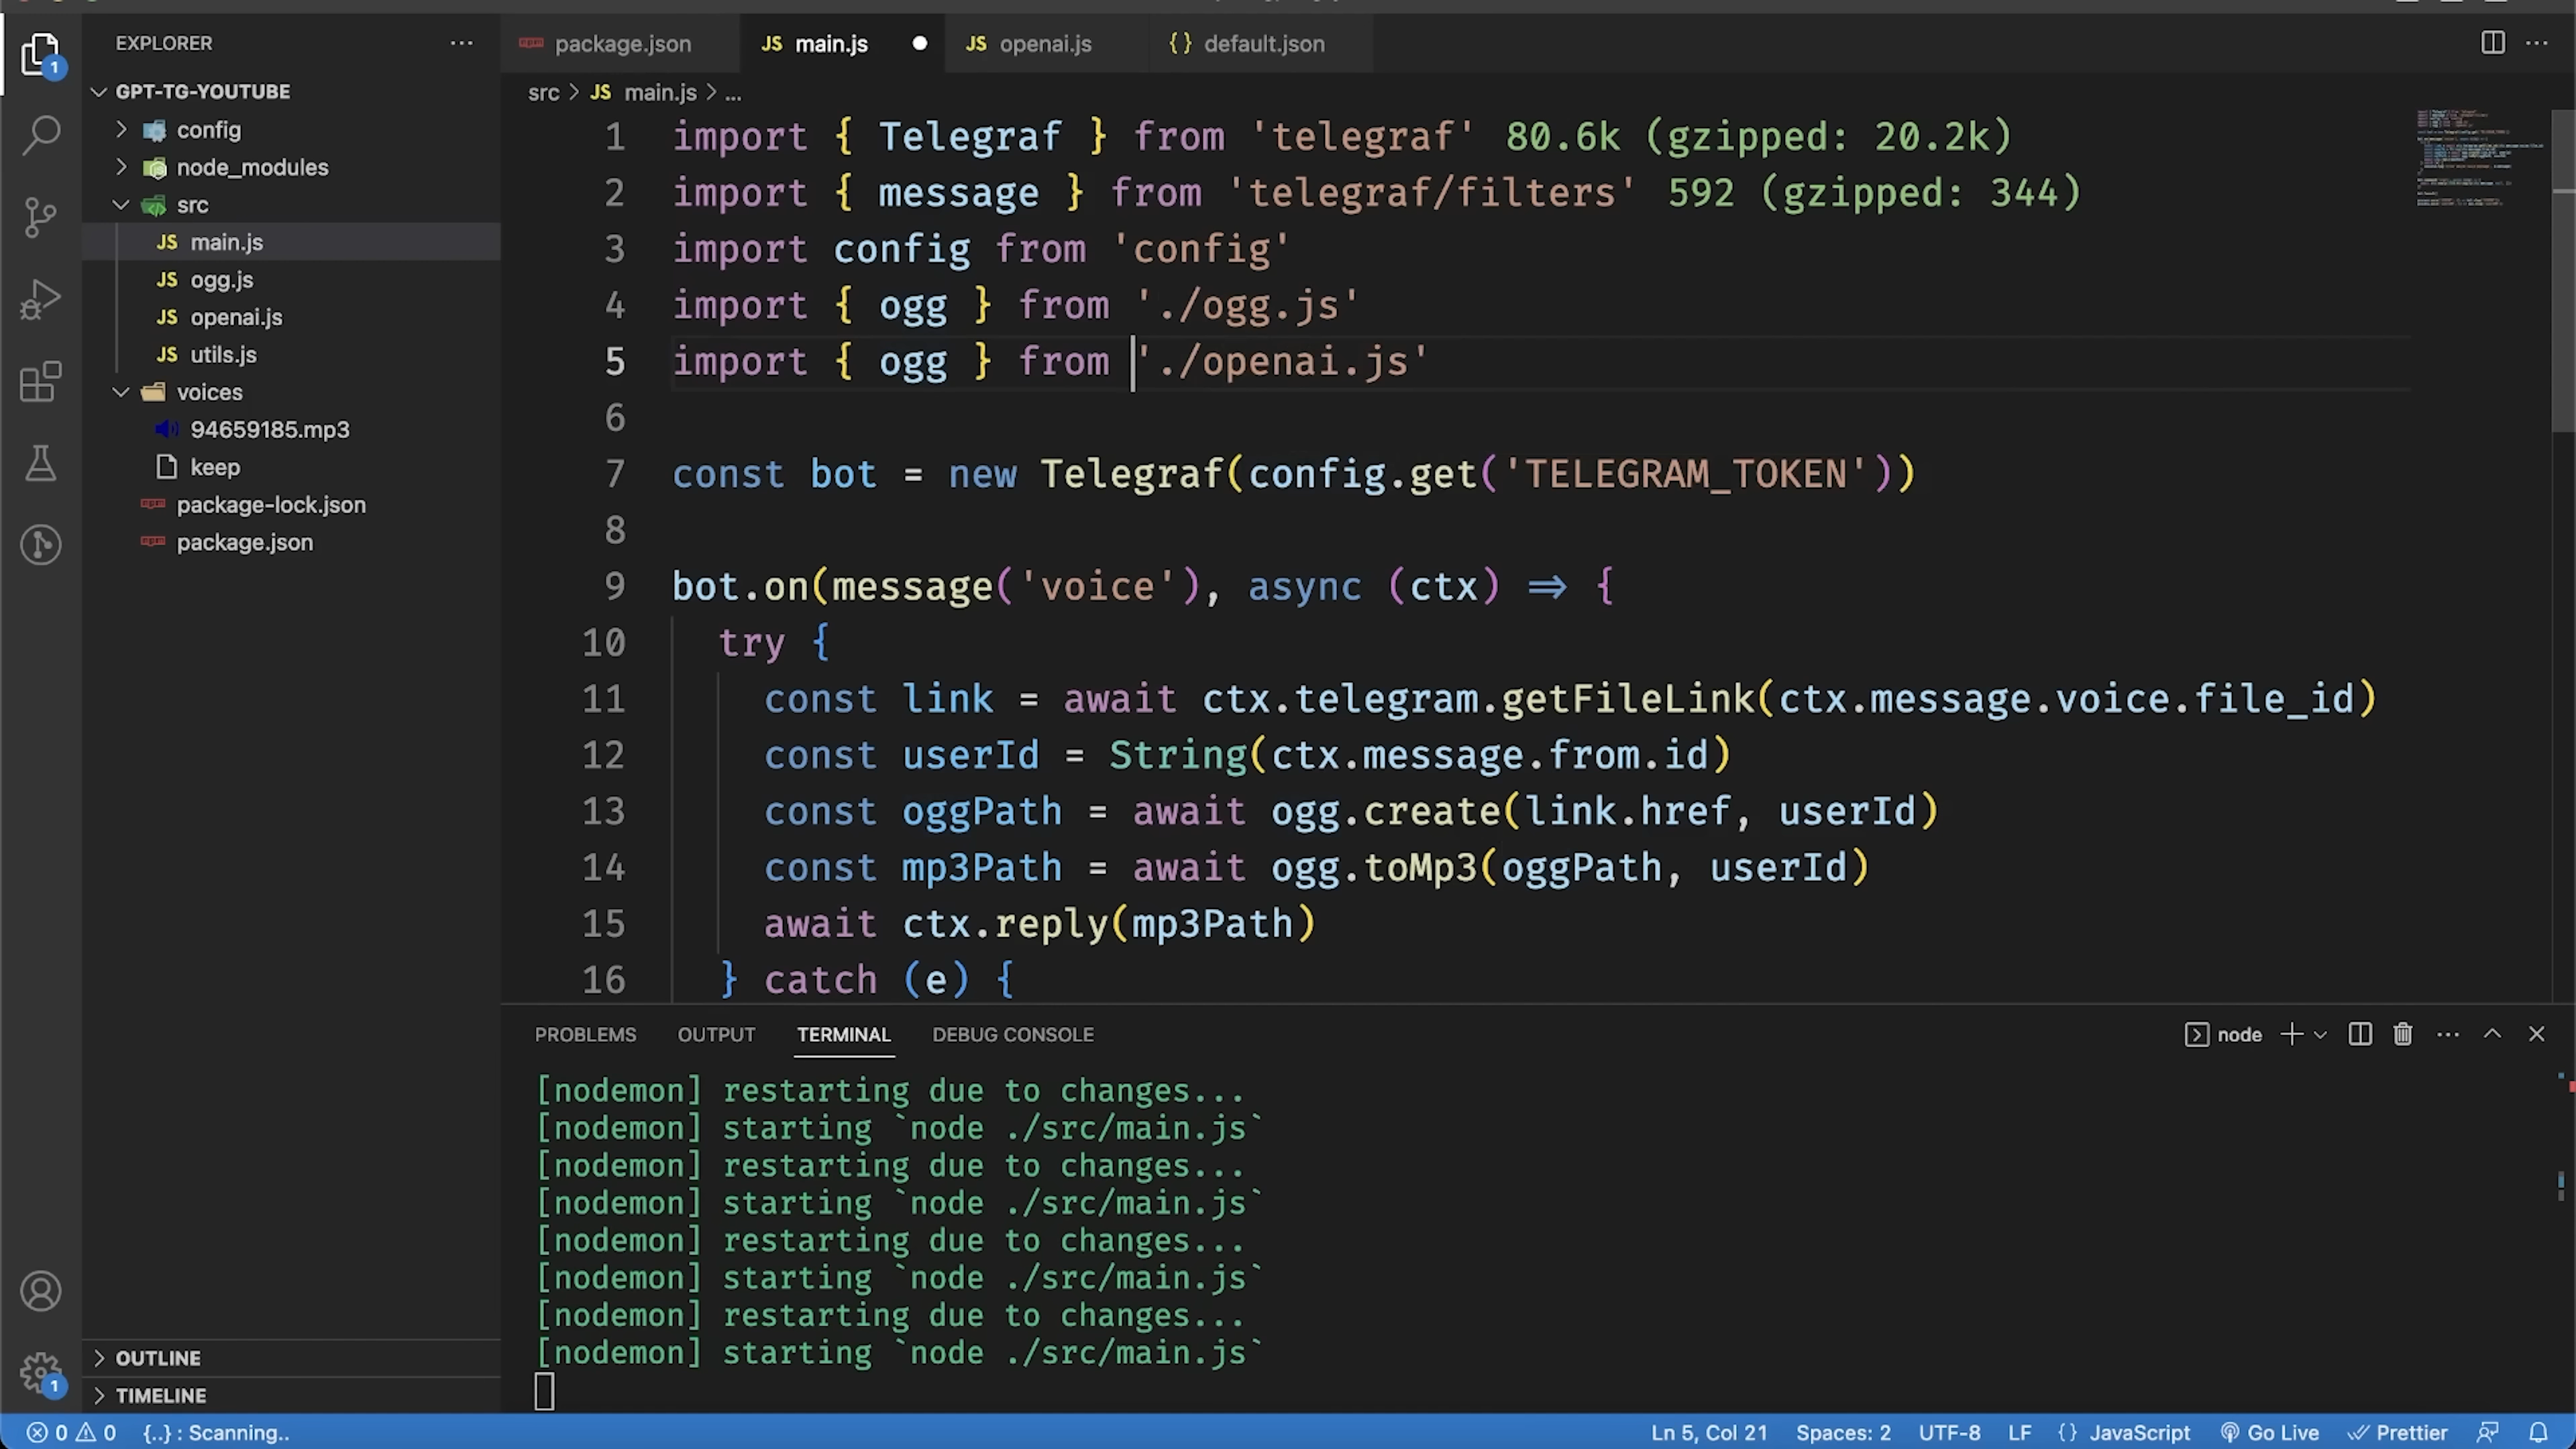 EXPLORER
1
GPT-TG-YOUTUBE
config
node_modules
src
JS main.js
JS ogg.js
JS openai.js
JS utils.js
voices
94659185.mp3
keep
package-lock.json
package.json
OUTLINE
TIMELINE
1
package.json
JS main.js
JS openai.js
{ } default.json
src > JS main.js > ...
1 import { Telegraf } from 'telegraf' 80.6k (gzipped: 20.2k)
2 import { message } from 'telegraf/filters' 592 (gzipped: 344)
3 import config from 'config'
4 import { ogg } from './ogg.js'
5 import { ogg } from './openai.js'
6
7 const bot = new Telegraf(config.get('TELEGRAM_TOKEN'))
8
9 bot.on(message('voice'), async (ctx) => {
10 try {
11 const link = await ctx.telegram.getFileLink(ctx.message.voice.file_id)
12 const userId = String(ctx.message.from.id)
13 const oggPath = await ogg.create(link.href, userId)
14 const mp3Path = await ogg.toMp3(oggPath, userId)
15 await ctx.reply(mp3Path)
16 } catch (e) {
PROBLEMS OUTPUT TERMINAL DEBUG CONSOLE
node
[nodemon] restarting due to changes...
[nodemon] starting `node ./src/main.js`
[nodemon] restarting due to changes...
[nodemon] starting `node ./src/main.js`
[nodemon] restarting due to changes...
[nodemon] starting `node ./src/main.js`
[nodemon] restarting due to changes...
[nodemon] starting `node ./src/main.js`
0 0 {..} : Scanning.. Ln 5, Col 21 Spaces: 2 UTF-8 LF { } JavaScript Go Live Prettier